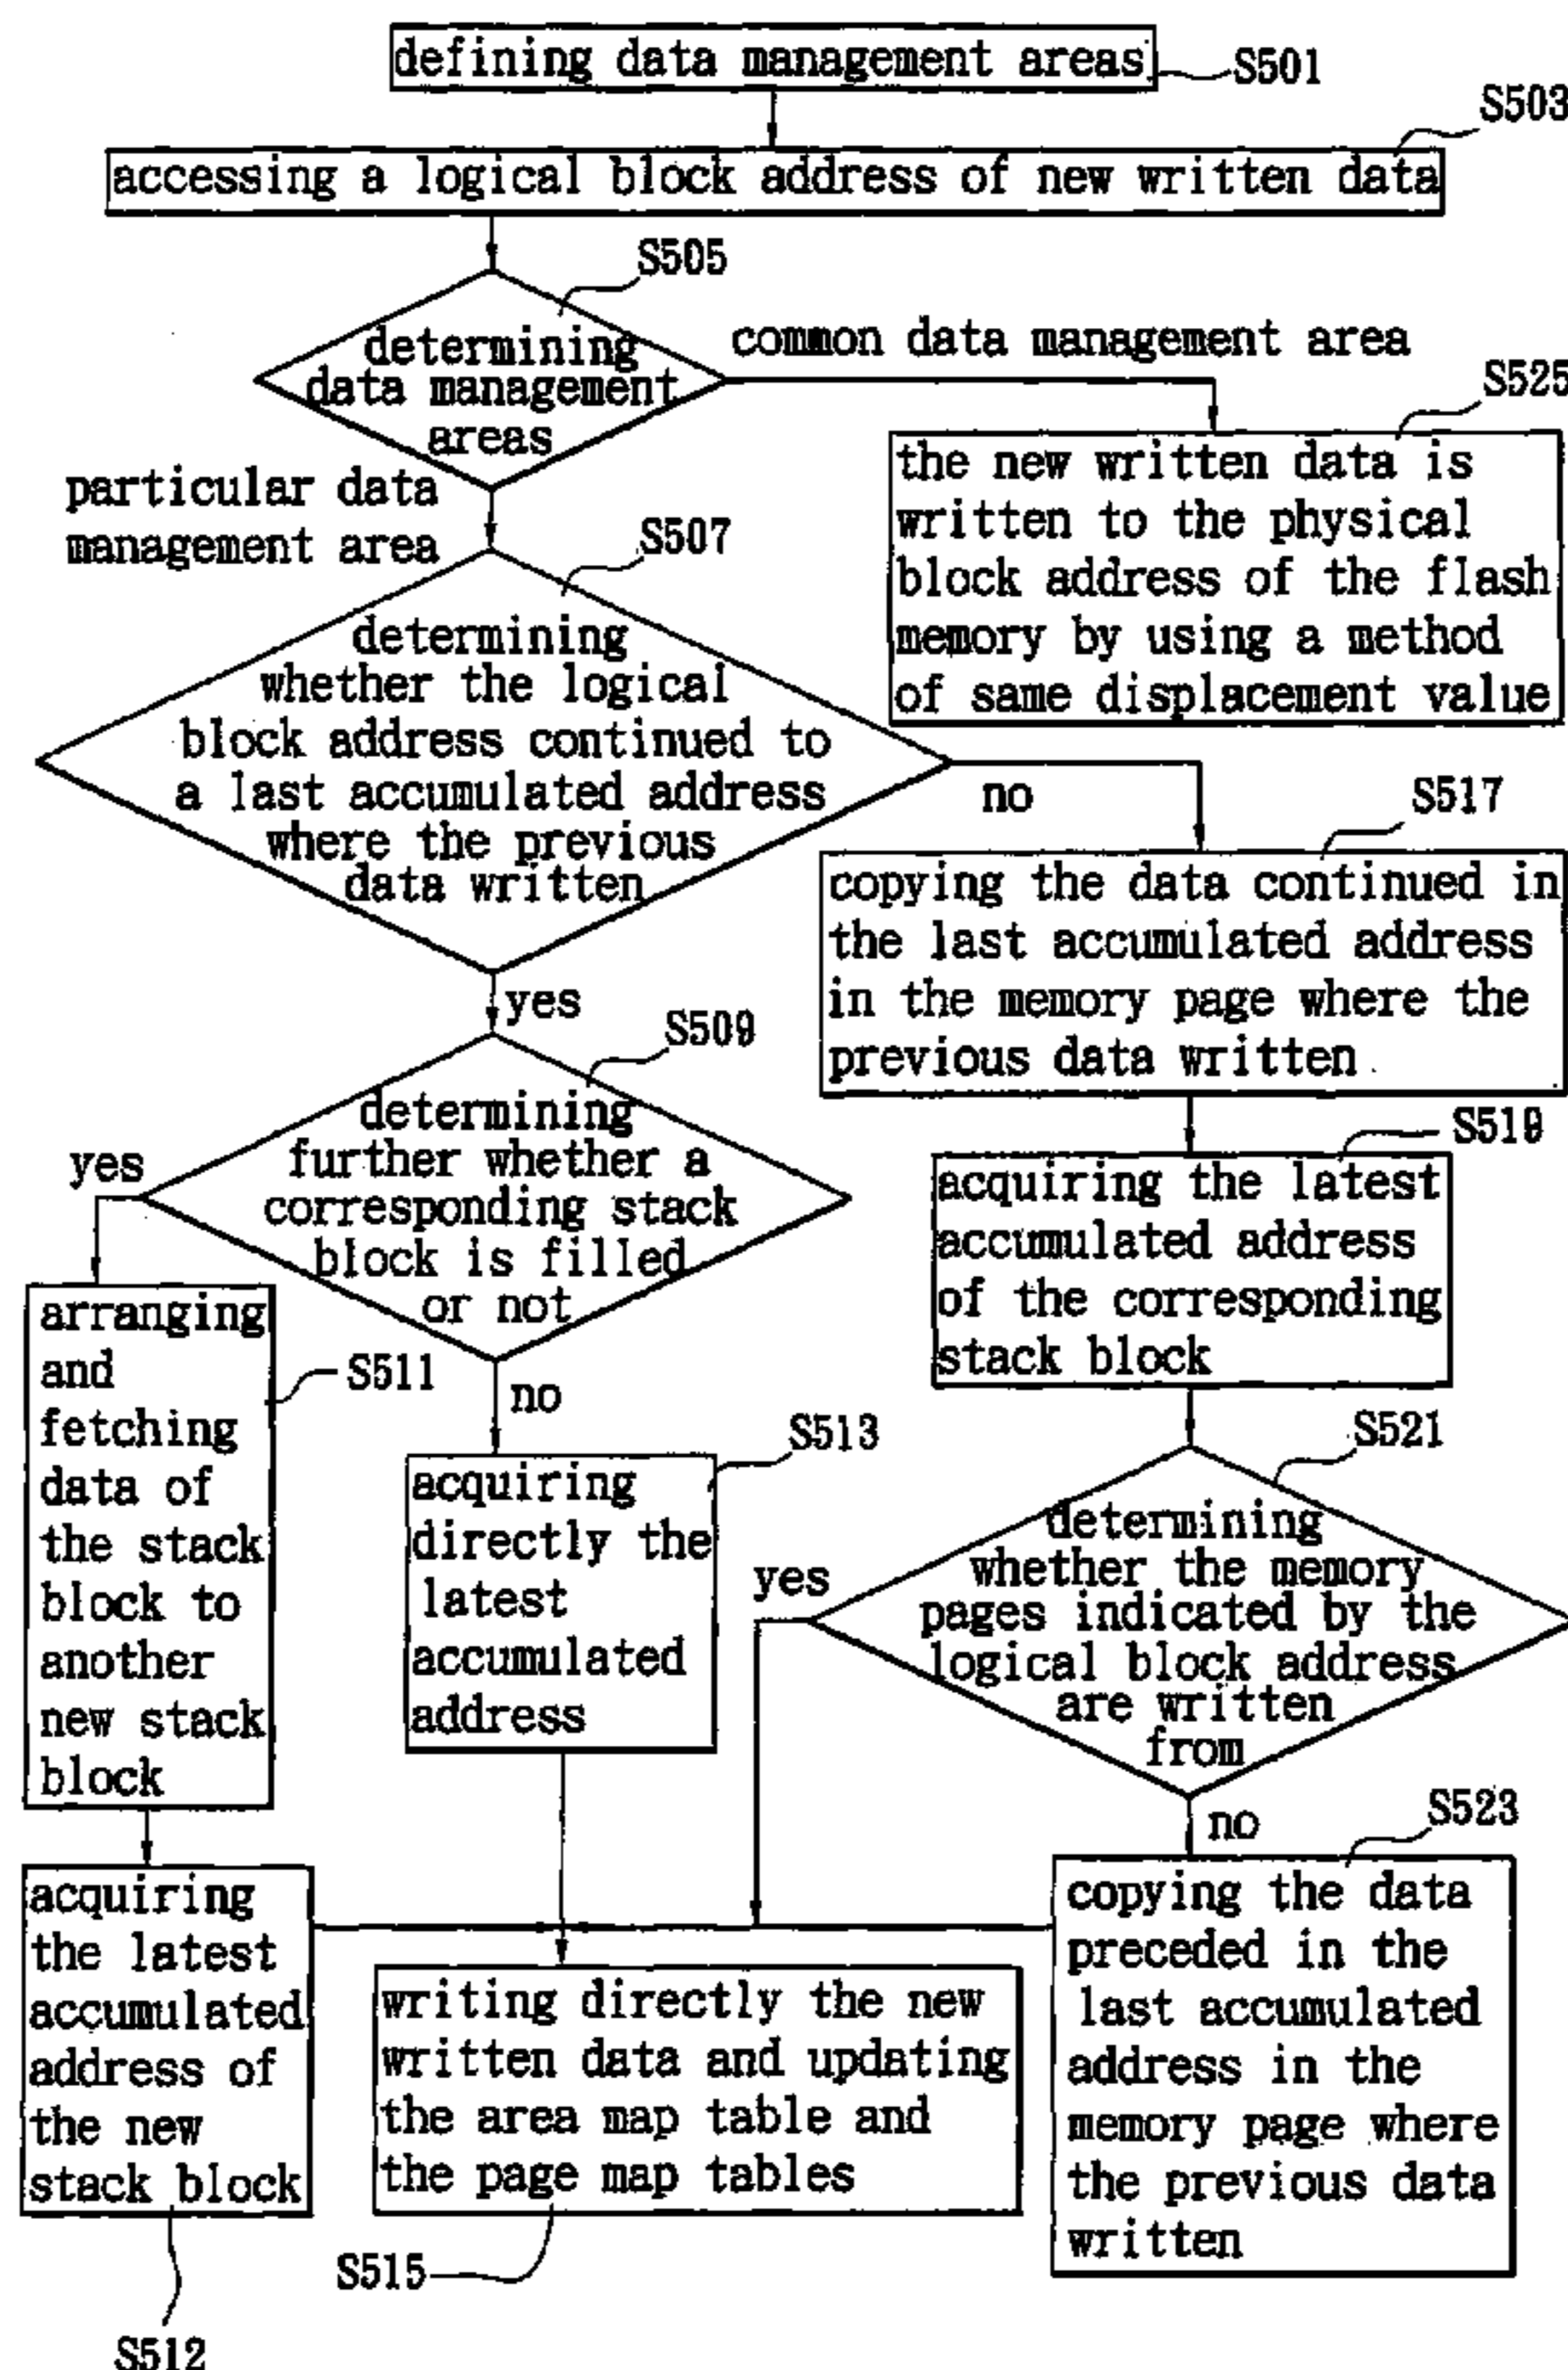 defining data management areas
S501
S503
accessing a logical block address of new written data
S505
determining
data management
areas
common data management area
S525
the new written data is
written to the physical
block address of the flash
memory by using a method
of same displacement value
particular data
management area
S507
determining
whether the logical
block address continued to
a last accumulated address
where the previous
data written
no
S517
copying the data continued in
the last accumulated address
in the memory page where the
previous data written
yes
S509
determining
further whether a
corresponding stack
block is filled
or not
yes
S519
acquiring the latest
accumulated address
of the corresponding
stack block
arranging
and
fetching
data of
the stack
block to
another
new stack
block
S511
no
S513
acquiring
directly the
latest
accumulated
address
S521
determining
whether the memory
pages indicated by the
logical block address
are written
from
yes
no
S523
copying the data
preceded in the
last accumulated
address in the
memory page where
the previous data
written
acquiring
the latest
accumulated
address of
the new
stack block
S512
writing directly the new
written data and updating
the area map table and
the page map tables
S515